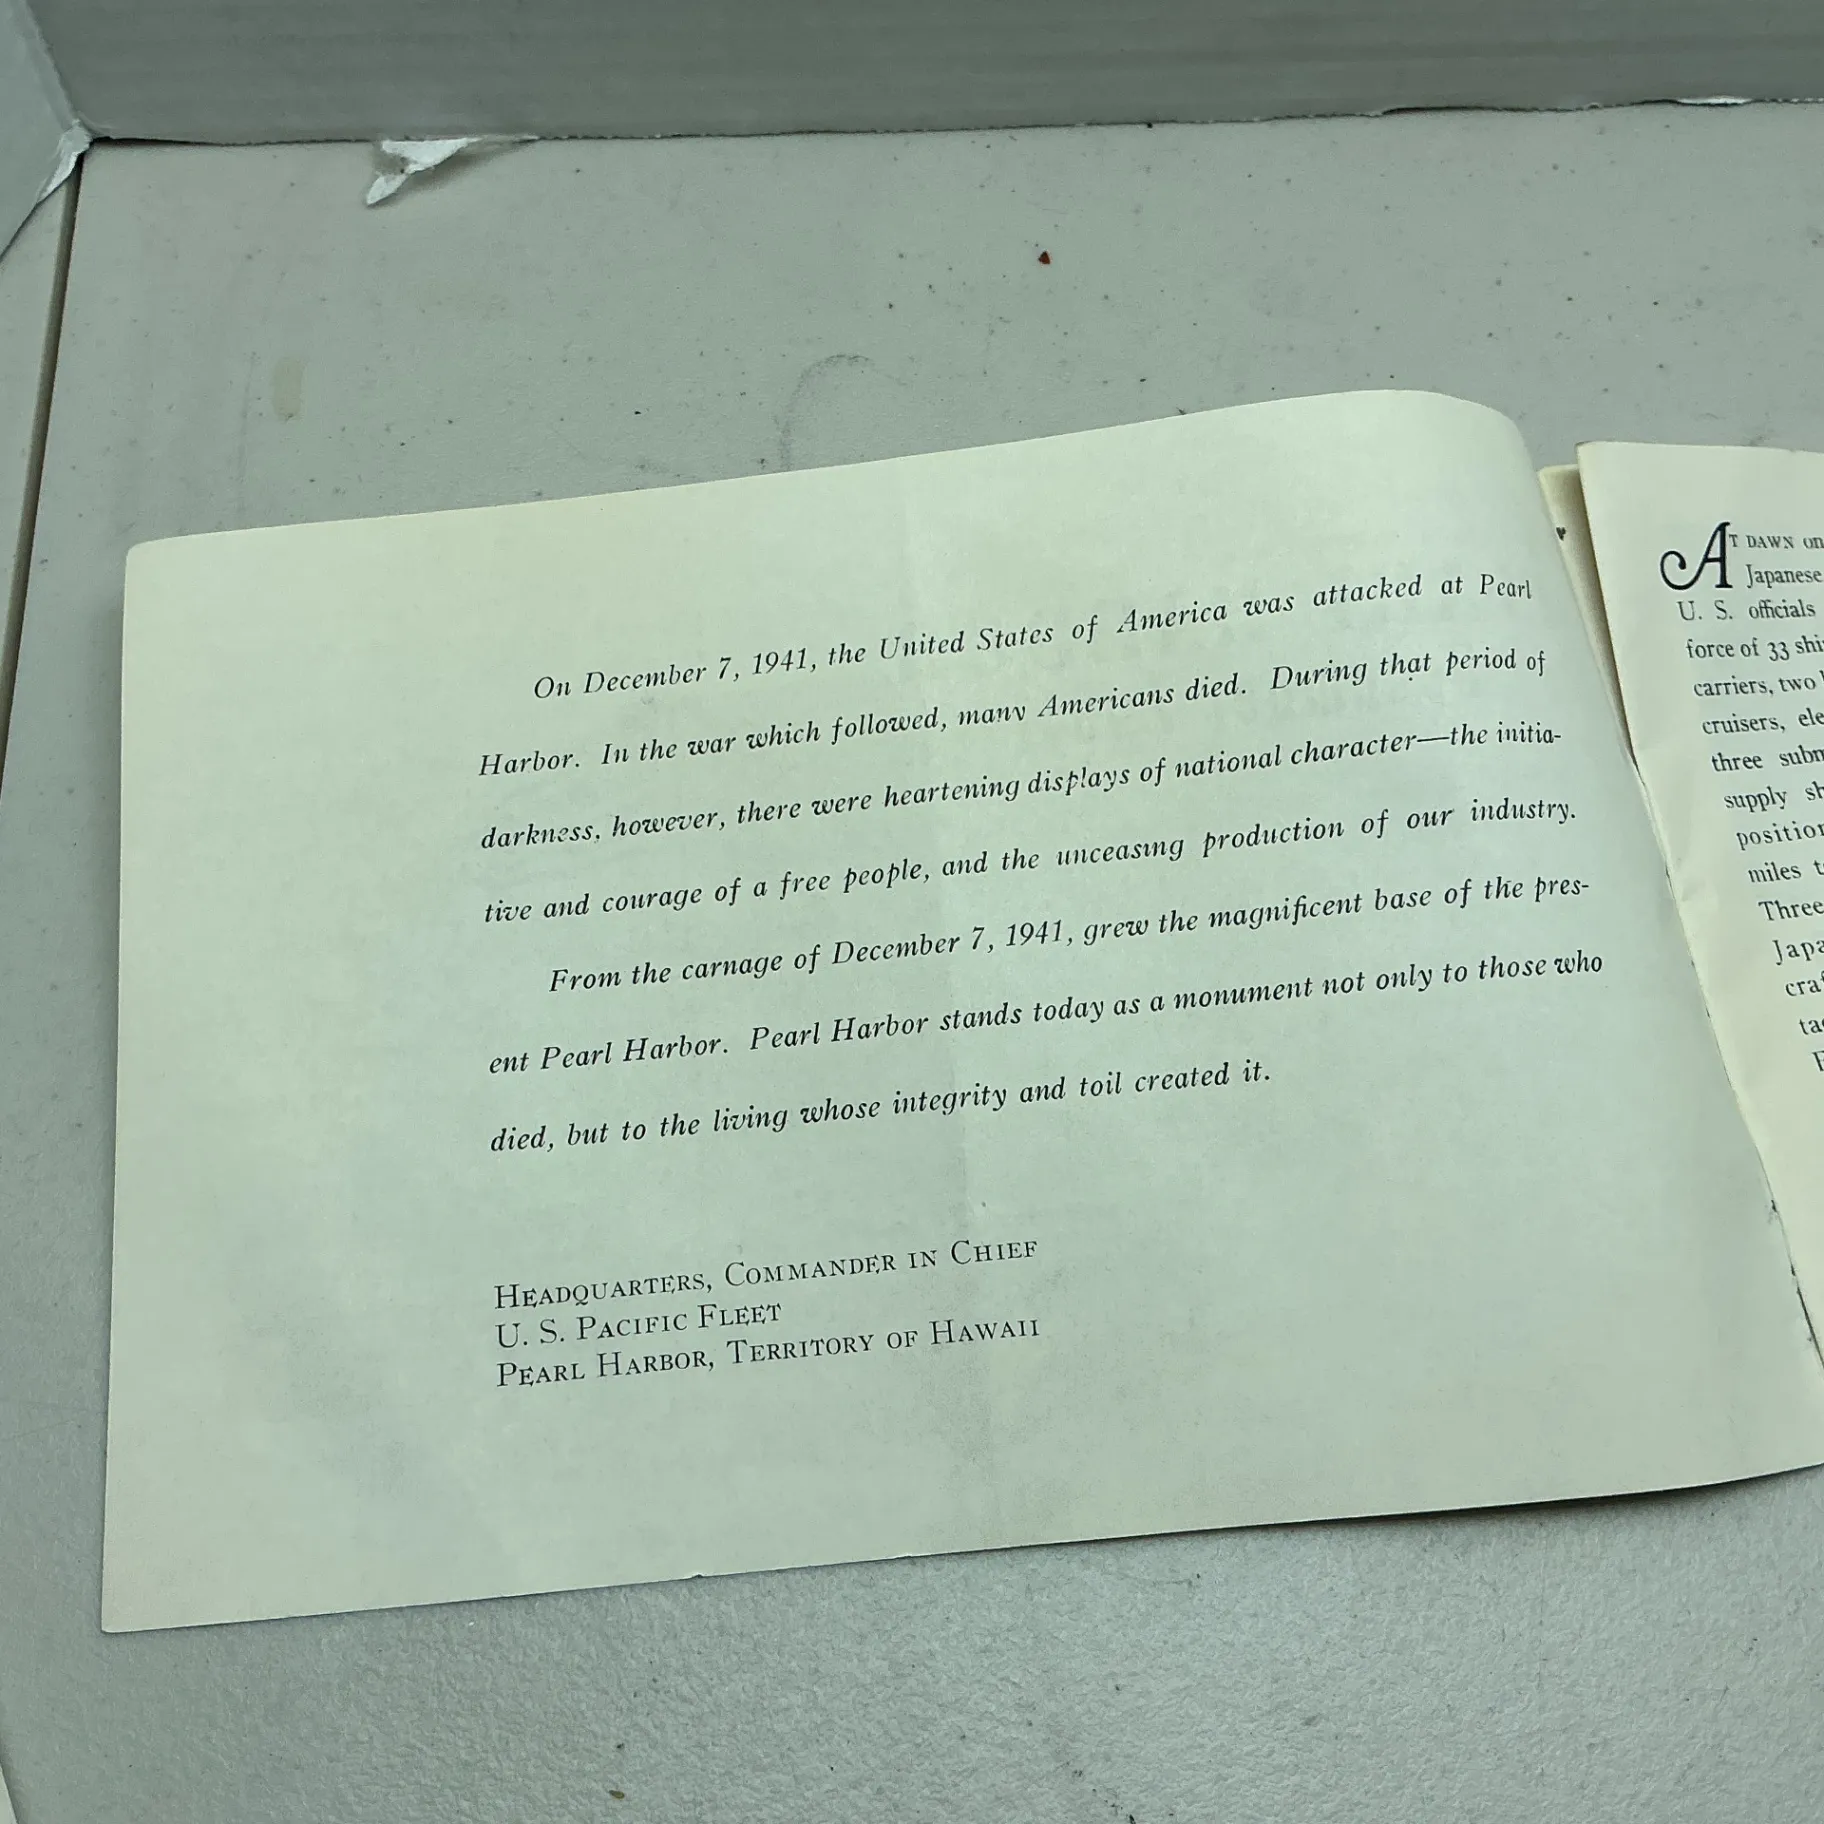 On December 7, 1941, the United States of America was attacked at Pearl
Harbor. In the war which followed, many Americans died. During that period of
darkness, however, there were heartening displays of national character—the initia-
tive and courage of a free people, and the unceasing production of our industry.
From the carnage of December 7, 1941, grew the magnificent base of the pres-
ent Pearl Harbor. Pearl Harbor stands today as a monument not only to those who
died, but to the living whose integrity and toil created it.
HEADQUARTERS, COMMANDER IN CHIEF
U. S. PACIFIC FLEET
PEARL HARBOR, TERRITORY OF HAWAII
AT DAWN on
Japanese
U. S. officials
force of 33
carriers, two
cruisers,
three
supply
miles
Three